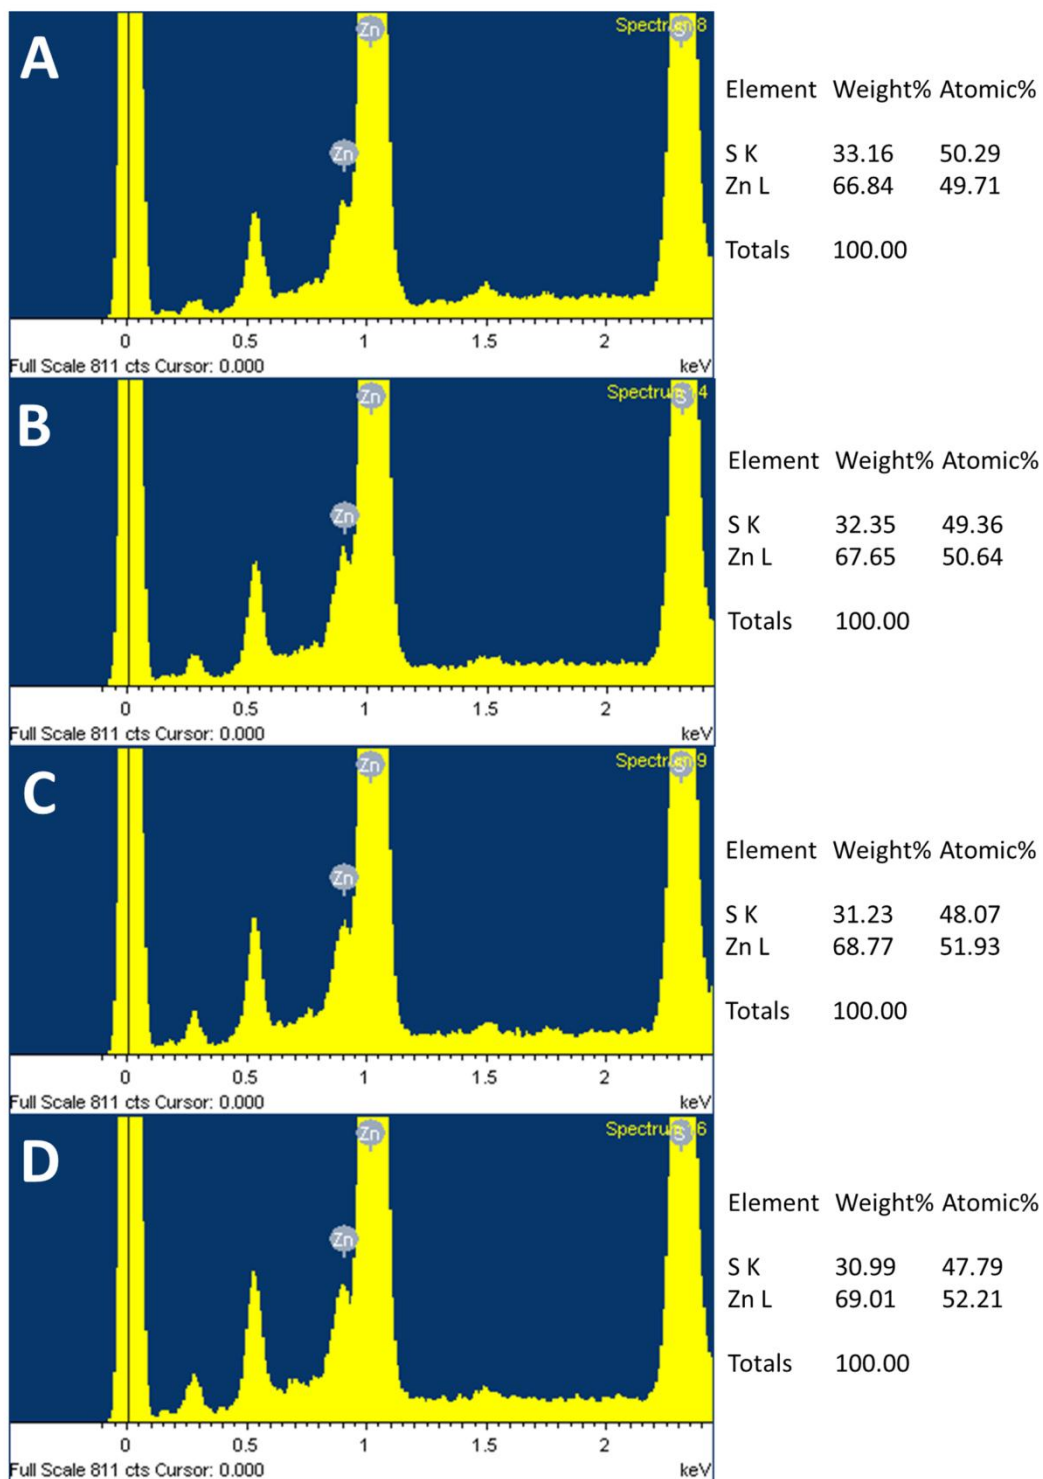 A
Spectrum 8
Zn
S
Zn
0 0.5 1 1.5 2
Full Scale 811 cts Cursor: 0.000 keV
Element Weight% Atomic%
S K 33.16 50.29
Zn L 66.84 49.71
Totals 100.00
B
Zn
S
Zn
0 0.5 1 1.5 2
Full Scale 811 cts Cursor: 0.000 keV
Element Weight% Atomic%
S K 32.35 49.36
Zn L 67.65 50.64
Totals 100.00
C
Spectrum 9
Zn
S
Zn
0 0.5 1 1.5 2
Full Scale 811 cts Cursor: 0.000 keV
Element Weight% Atomic%
S K 31.23 48.07
Zn L 68.77 51.93
Totals 100.00
D
Zn
S
Zn
0 0.5 1 1.5 2
Full Scale 811 cts Cursor: 0.000 keV
Element Weight% Atomic%
S K 30.99 47.79
Zn L 69.01 52.21
Totals 100.00